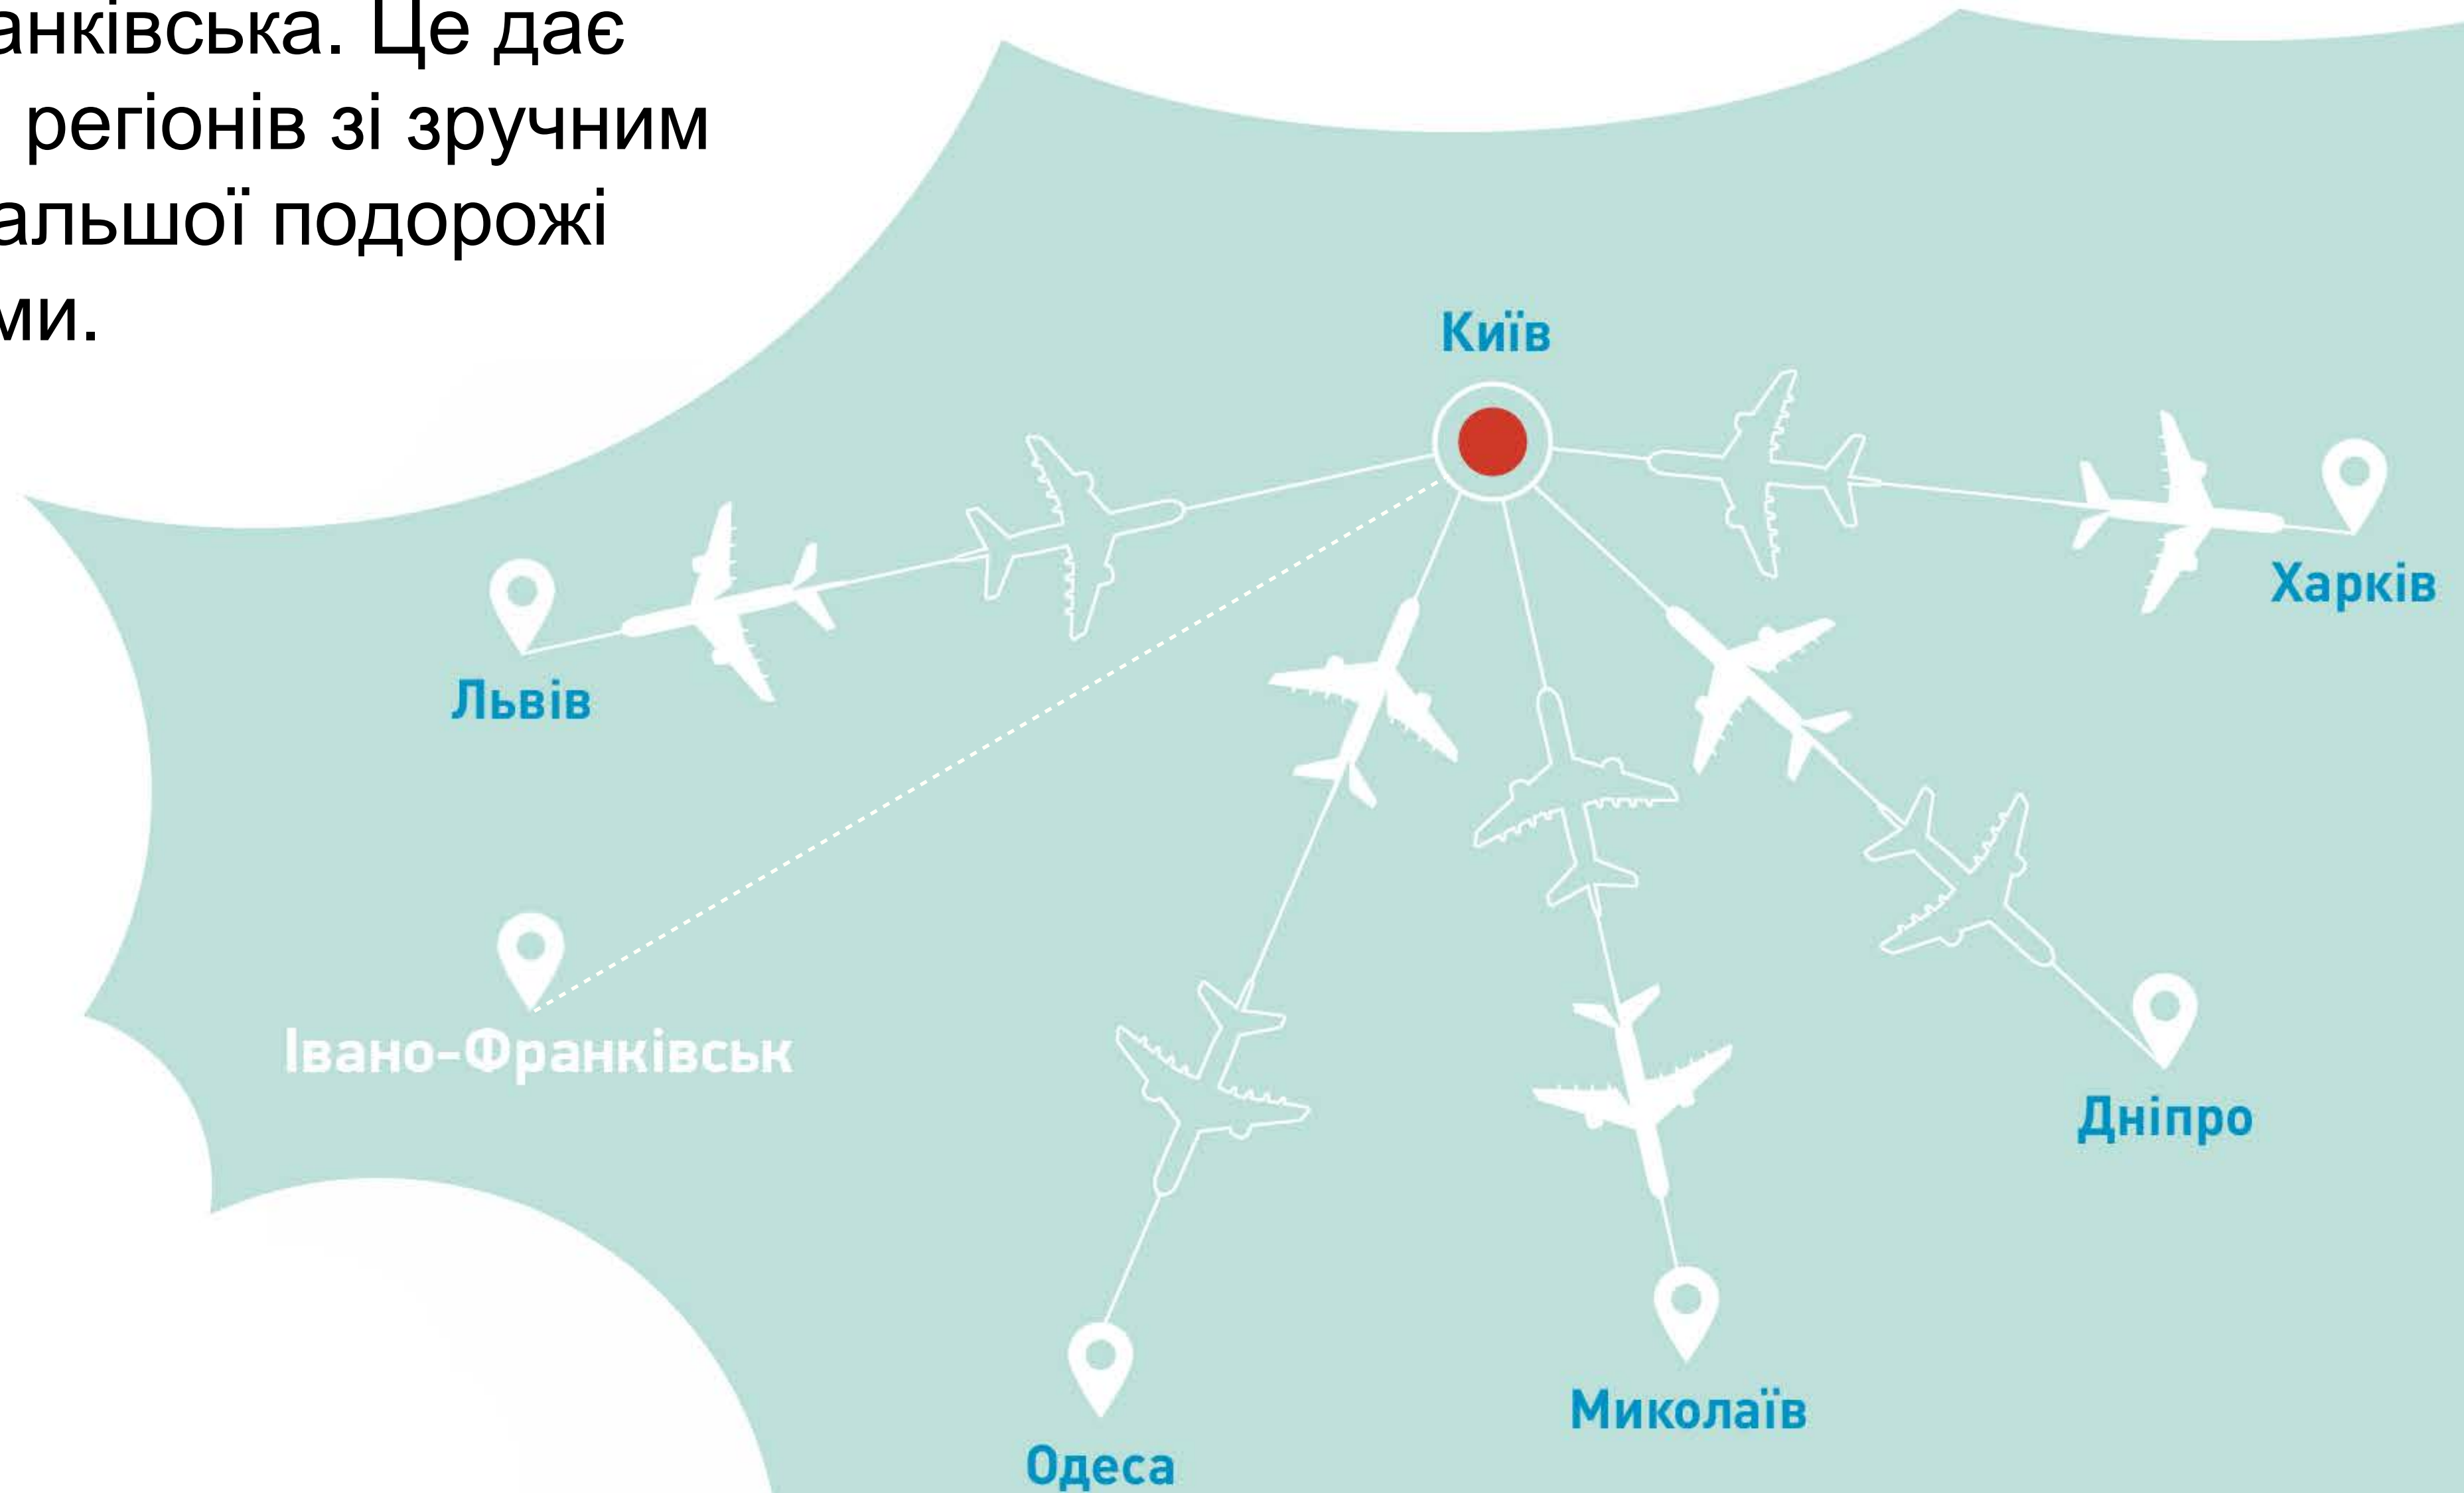 анківська. Це дає
регіонів зі зручним
альшої подорожі
ми.
Київ
Харків
Львів
Івано-Франківськ
Дніпро
Миколаїв
Одеса